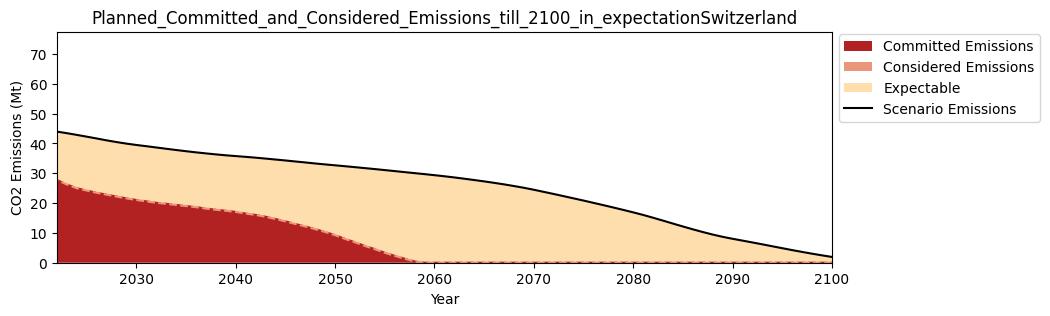 Planned_Committed_and_Considered_Emissions_till_2100_in_expectationSwitzerland
CO2 Emissions (Mt)
70
60
50
40
30
20
10
0
2030 2040 2050 2060 2070 2080 2090 2100
Year
Committed Emissions
Considered Emissions
Expectable
Scenario Emissions